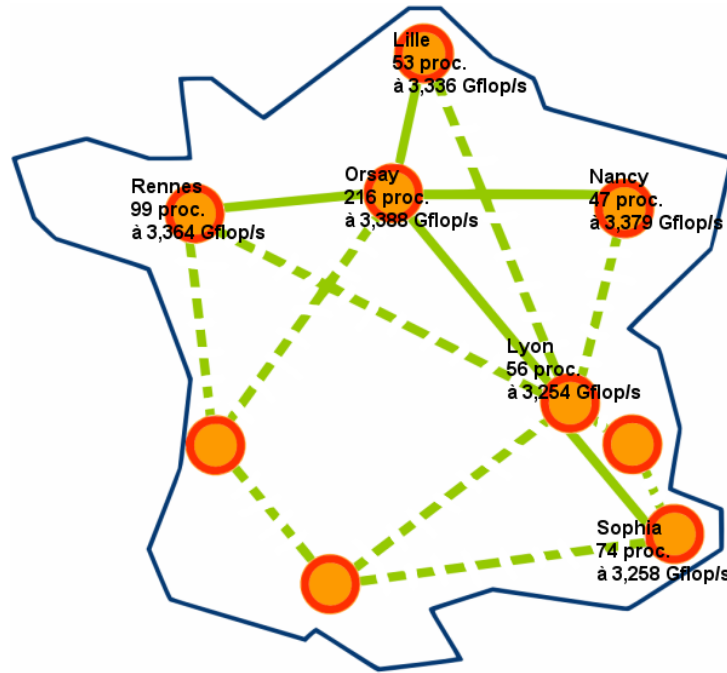 Lille
53 proc.
à 3,336 Gflop/s
Orsay
216 proc.
à 3,388 Gflop/s
Nancy
47 proc.
à 3,379 Gflop/s
Rennes
99 proc.
à 3,364 Gflop/s
Lyon
56 proc.
à 3,254 Gflop/s
Sophia
74 proc.
à 3,258 Gflop/s